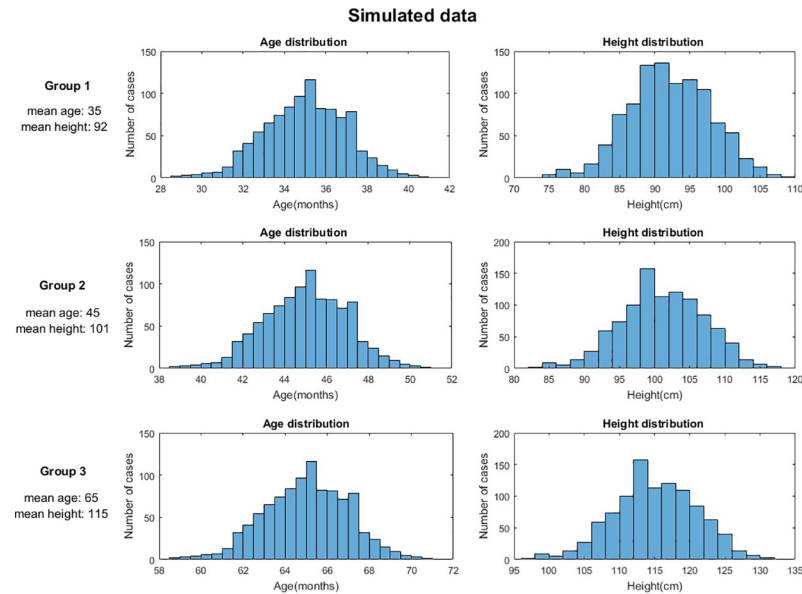 Simulated data
Group 1
mean age: 35
mean height: 92
Age distribution
Number of cases
150
100
50
0
28 30 32 34 36 38 40 42
Age(months)
Height distribution
Number of cases
150
100
50
0
70 75 80 85 90 95 100 105 110
Height(cm)
Group 2
mean age: 45
mean height: 101
Age distribution
Number of cases
150
100
50
0
38 40 42 44 46 48 50 52
Age(months)
Height distribution
Number of cases
200
150
100
50
0
80 85 90 95 100 105 110 115 120
Height(cm)
Group 3
mean age: 65
mean height: 115
Age distribution
Number of cases
150
100
50
0
58 60 62 64 66 68 70 72
Age(months)
Height distribution
Number of cases
200
150
100
50
0
95 100 105 110 115 120 125 130 135
Height(cm)